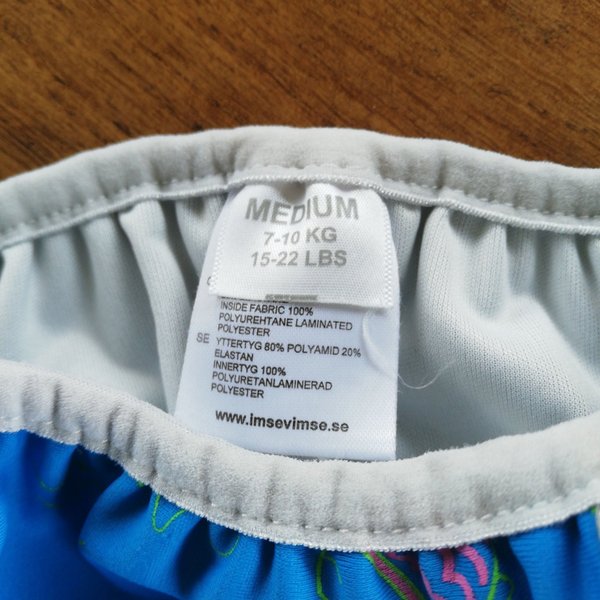 MEDIUM
7-10 KG
15-22 LBS
INSIDE FABRIC 100%
POLYUREHTANE LAMINATED
POLYESTER
SE YTTERTYG 80% POLYAMID 20%
ELASTAN
INNERTYG 100%
POLYURETANLAMINERAD
POLYESTER
www.imsevimse.se